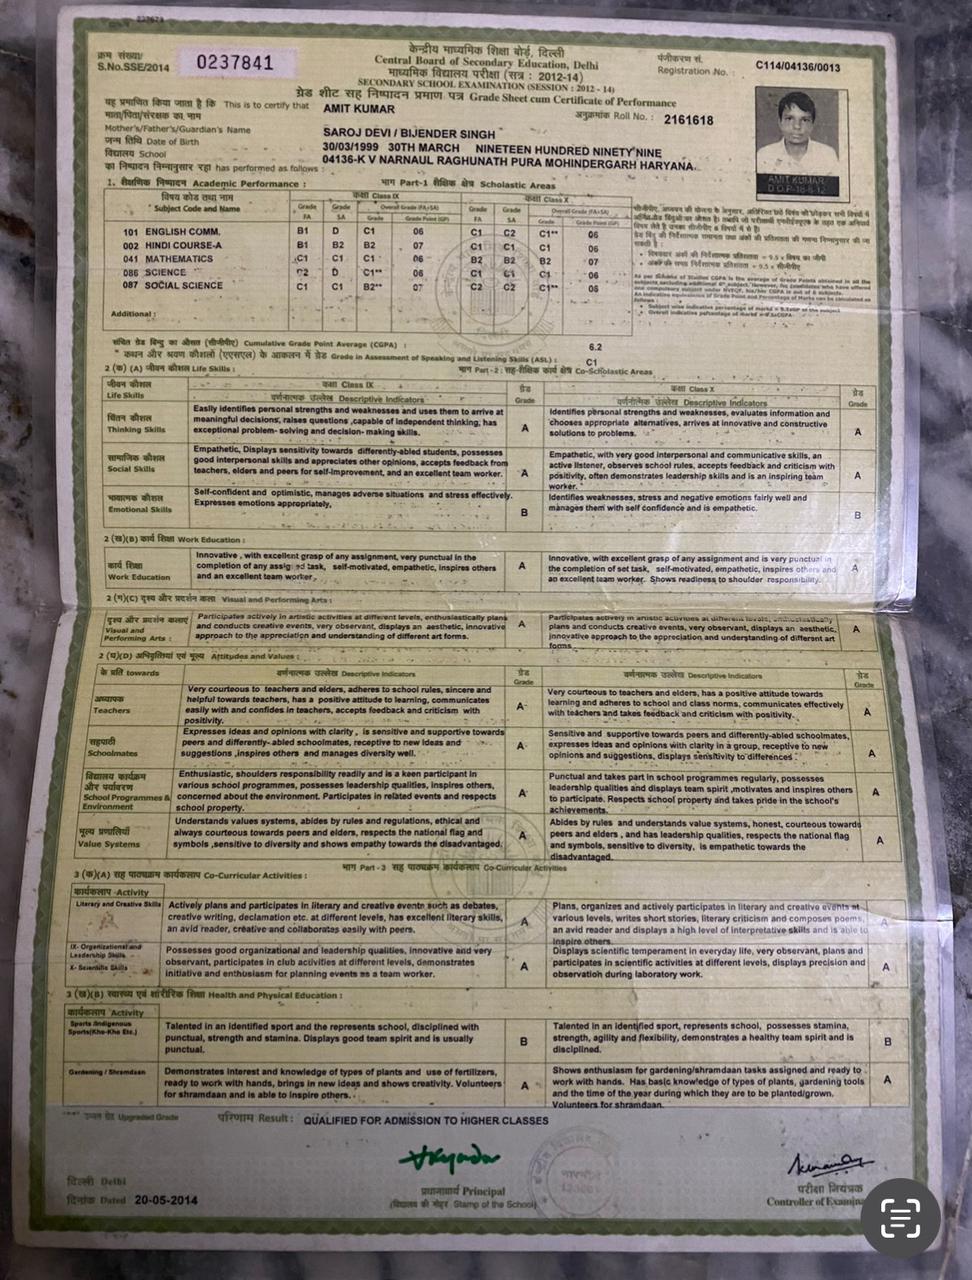 237673
क्रम संख्या/
S.No.SSE/2014 0237841
केन्द्रीय माध्यमिक शिक्षा बोर्ड, दिल्ली
Central Board of Secondary Education, Delhi
माध्यमिक विद्यालय परीक्षा (सत्र : 2012-14)
SECONDARY SCHOOL EXAMINATION (SESSION : 2012 - 14)
ग्रेड शीट सह निष्पादन प्रमाण पत्र Grade Sheet cum Certificate of Performance
पंजीकरण सं.
Registration No. : C114/04136/0013
यह प्रमाणित किया जाता है कि This is certify that AMIT KUMAR
अनुक्रमांक Roll No. : 2161618
माता/पिता/संरक्षक का नाम
Mother's/Father's/Guardian's Name SAROJ DEVI / BIJENDER SINGH
जन्म तिथि Date of Birth 30/03/1999 30TH MARCH NINETEEN HUNDRED NINETY NINE
विद्यालय School 04136-K V NARNAUL RAGHUNATH PURA MOHINDERGARH HARYANA
का निष्पादन निम्नानुसार रहा has performed as follows :
AMIT KUMAR
D.O.P-18-8-12
1. शैक्षणिक निष्पादन Academic Performance : भाग Part-1 शैक्षिक क्षेत्र Scholastic Areas
विषय कोड तथा नाम कक्षा Class IX कक्षा Class X
Subject Code and Name Grade FA Grade SA Overall Grade (FA+SA) Grade Grade Point (GP) Grade FA Grade SA Overall Grade (FA+SA) Grade Grade Point (GP)
101 ENGLISH COMM. B1 D C1 06 C1 C2 C1** 06
002 HINDI COURSE-A B1 B2 B2 07 C1 C1 C1 06
041 MATHEMATICS C1 C1 C1 06 B2 B2 B2 07
086 SCIENCE C2 D C1** 06 C1 C1 C1 06
087 SOCIAL SCIENCE C1 C1 B2** 07 C2 C2 C1** 06
Additional :
संचित ग्रेड बिन्दु का औसत (सीजीपीए) Cumulative Grade Point Average (CGPA) : 6.2
* कथन और श्रवण कौशलों (एएसएल) के आकलन में ग्रेड Grade in Assessment of Speaking and Listening Skills (ASL) : C1
2 (क) (A) जीवन कौशल Life Skills : भाग Part-2 : सह-शैक्षिक कार्य क्षेत्र Co-Scholastic Areas
जीवन कौशल
Life Skills
कक्षा Class IX
वर्णनात्मक उल्लेख Descriptive Indicators
ग्रेड
Grade
कक्षा Class X
वर्णनात्मक उल्लेख Descriptive Indicators
ग्रेड
Grade
चिंतन कौशल
Thinking Skills
Easily identifies personal strengths and weaknesses and uses them to arrive at
meaningful decisions, raises questions ,capable of independent thinking, has
exceptional problem- solving and decision- making skills.
A
Identifies personal strengths and weaknesses, evaluates information and
chooses appropriate alternatives, arrives at innovative and constructive
solutions to problems.
A
सामाजिक कौशल
Social Skills
Empathetic, Displays sensitivity towards differently-abled students, possesses
good interpersonal skills and appreciates other opinions, accepts feedback from
teachers, elders and peers for self-improvement, and an excellent team worker.
A
Empathetic, with very good interpersonal and communicative skills, an
active listener, observes school rules, accepts feedback and criticism with
positivity, often demonstrates leadership skills and is an inspiring team
worker.
A
भावात्मक कौशल
Emotional Skills
Self-confident and optimistic, manages adverse situations and stress effectively.
Expresses emotions appropriately,
B
Identifies weaknesses, stress and negative emotions fairly well and
manages them with self confidence and is empathetic.
B
2 (ख)(B) कार्य शिक्षा Work Education :
कार्य शिक्षा
Work Education
Innovative , with excellent grasp of any assignment, very punctual in the
completion of any assigned task, self-motivated, empathetic, inspires others
and an excellent team worker.
A
Innovative, with excellent grasp of any assignment and is very punctual in
the completion of set task, self-motivated, empathetic, inspires others and
an excellent team worker. Shows readiness to shoulder responsibility.
A
2 (ग)(C) दृश्य और प्रदर्शन कला Visual and Performing Arts :
दृश्य और प्रदर्शन कलाएं
Visual and
Performing Arts :
Participates actively in artistic activities at different levels, enthusiastically plans
and conducts creative events, very observant, displays an aesthetic, innovative
approach to the appreciation and understanding of different art forms.
A
Participates actively in artistic activities at different levels, enthusiastically
plans and conducts creative events, very observant, displays an aesthetic,
innovative approach to the appreciation and understanding of different art
forms
A
2 (घ)(D) अभिवृत्तियां एवं मूल्य Attitudes and Values :
के प्रति towards
वर्णनात्मक उल्लेख Descriptive Indicators
ग्रेड
Grade
वर्णनात्मक उल्लेख Descriptive Indicators
ग्रेड
Grade
अध्यापक
Teachers
Very courteous to teachers and elders, adheres to school rules, sincere and
helpful towards teachers, has a positive attitude to learning, communicates
easily with and confides in teachers, accepts feedback and criticism with
positivity.
A
Very courteous to teachers and elders, has a positive attitude towards
learning and adheres to school and class norms, communicates effectively
with teachers and takes feedback and criticism with positivity.
A
सहपाठी
Schoolmates
Expresses ideas and opinions with clarity , is sensitive and supportive towards
peers and differently- abled schoolmates, receptive to new ideas and
suggestions ,inspires others and manages diversity well.
A
Sensitive and supportive towards peers and differently-abled schoolmates,
expresses ideas and opinions with clarity in a group, receptive to new
opinions and suggestions, displays sensitivity to differences .
A
विद्यालय कार्यक्रम
और पर्यावरण
School Programmes &
Environment
Enthusiastic, shoulders responsibility readily and is a keen participant in
various school programmes, possesses leadership qualities, inspires others,
concerned about the environment. Participates in related events and respects
school property.
A
Punctual and takes part in school programmes regularly, possesses
leadership qualities and displays team spirit ,motivates and inspires others
to participate. Respects school property and takes pride in the school's
achievements.
A
मूल्य प्रणालियां
Value Systems
Understands values systems, abides by rules and regulations, ethical and
always courteous towards peers and elders, respects the national flag and
symbols ,sensitive to diversity and shows empathy towards the disadvantaged.
A
Abides by rules and understands value systems, honest, courteous towards
peers and elders , and has leadership qualities, respects the national flag
and symbols, sensitive to diversity, is empathetic towards the
disadvantaged.
A
भाग Part-3 सह पाठ्यक्रम कार्यकलाप Co-Curricular Activities
3 (क)(A) सह पाठ्यक्रम कार्यकलाप Co-Curricular Activities :
कार्यकलाप Activity
Literary and Creative Skills
Actively plans and participates in literary and creative events such as debates,
creative writing, declamation etc. at different levels, has excellent literary skills,
an avid reader, creative and collaborates easily with peers.
A
Plans, organizes and actively participates in literary and creative events at
various levels, writes short stories, literary criticism and composes poems,
an avid reader and displays a high level of interpretative skills and is able to
inspire others.
A
IX- Organizational and
Leadership Skills
X- Scientific Skills
Possesses good organizational and leadership qualities, innovative and very
observant, participates in club activities at different levels, demonstrates
initiative and enthusiasm for planning events as a team worker.
A
Displays scientific temperament in everyday life, very observant, plans and
participates in scientific activities at different levels, displays precision and
observation during laboratory work.
A
3 (ख)(B) स्वास्थ्य एवं शारीरिक शिक्षा Health and Physical Education :
कार्यकलाप Activity
Sports /Indigenous
Sports(Kho-Kho Etc.)
Talented in an identified sport and the represents school, disciplined with
punctual, strength and stamina. Displays good team spirit and is usually
punctual.
B
Talented in an identified sport, represents school, possesses stamina,
strength, agility and flexibility, demonstrates a healthy team spirit and is
disciplined.
B
Gardening / Shramdaan
Demonstrates interest and knowledge of types of plants and use of fertilizers,
ready to work with hands, brings in new ideas and shows creativity. Volunteers
for shramdaan and is able to inspire others.
A
Shows enthusiasm for gardening/shramdaan tasks assigned and ready to
work with hands. Has basic knowledge of types of plants, gardening tools
and the time of the year during which they are to be planted/grown.
Volunteers for shramdaan.
A
ग्रेड Upgraded Grade परिणाम Result : QUALIFIED FOR ADMISSION TO HIGHER CLASSES
दिल्ली Delhi
दिनांक Dated 20-05-2014
प्रधानाचार्य Principal
(विद्यालय की मोहर Stamp of the School)
परीक्षा नियंत्रक
Controller of Examina